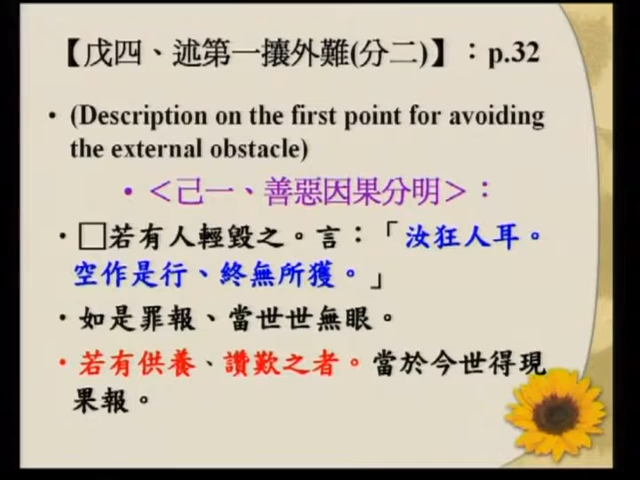 【戊四、述第一攘外難(分二)】：p.32
• (Description on the first point for avoiding
the external obstacle)
• ＜己一、善惡因果分明＞：
• □若有人輕毀之。言：「汝狂人耳。
空作是行、終無所獲。」
• 如是罪報、當世世無眼。
• 若有供養、讚歎之者。當於今世得現
果報。